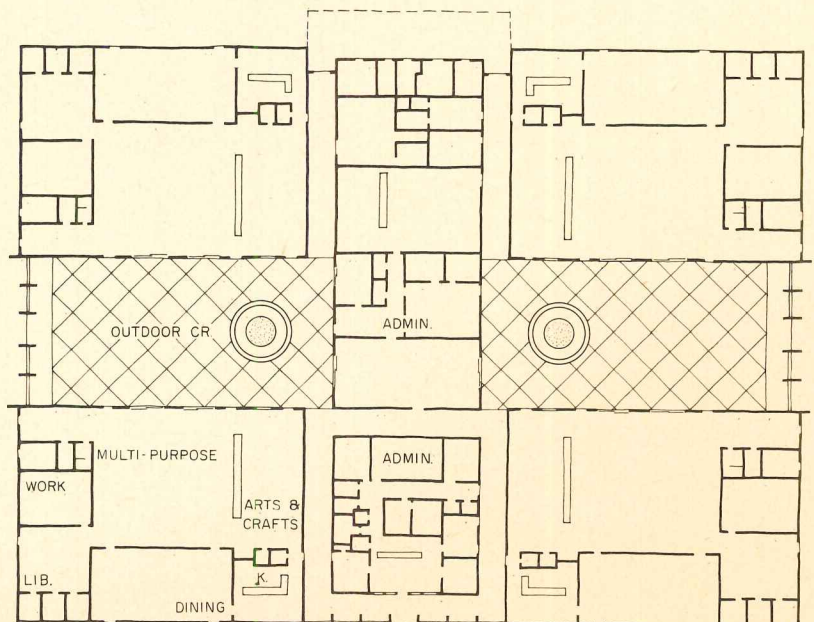 OUTDOOR CR.
ADMIN.
MULTI-PURPOSE
ADMIN.
WORK
ARTS &
CRAFTS
K.
LIB.
DINING